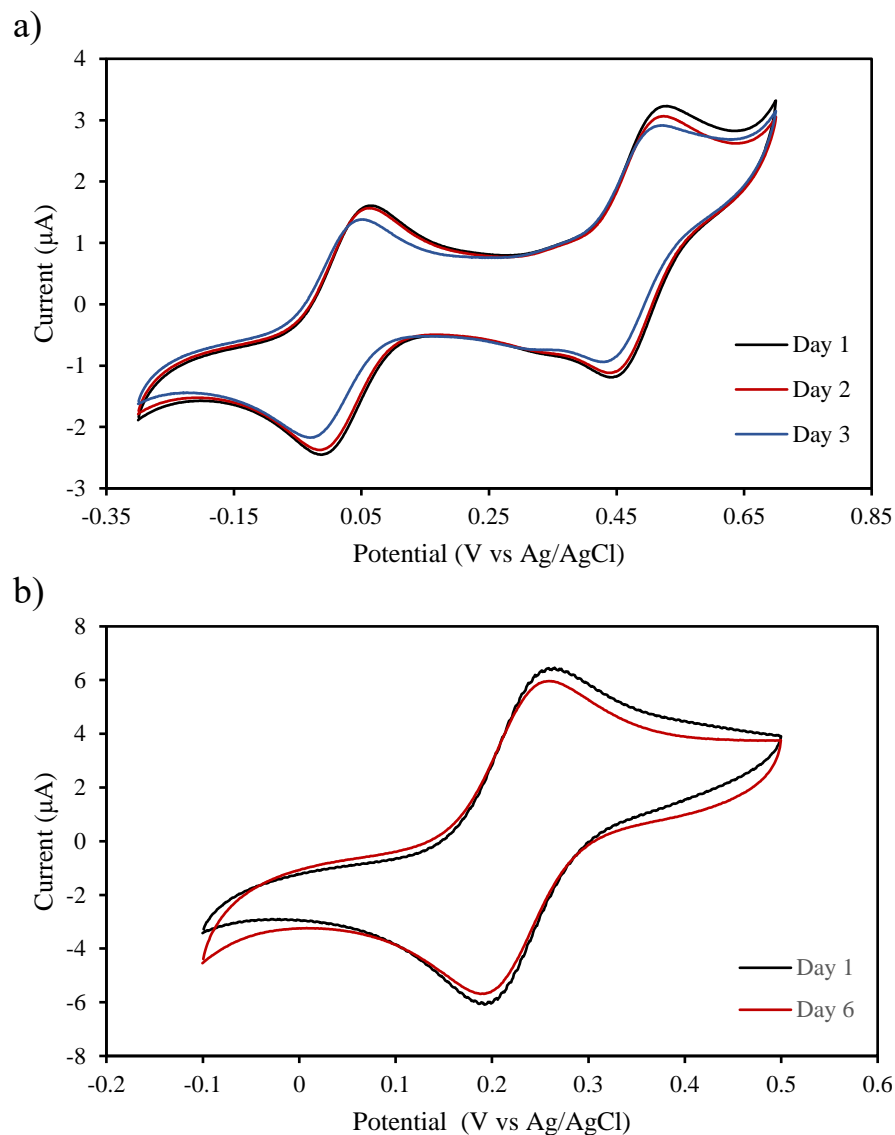 a)
4
3
2
1
0
-1
-2
-3
Current (µA)
Day 1
Day 2
Day 3
-0.35 -0.15 0.05 0.25 0.45 0.65 0.85
Potential (V vs Ag/AgCl)
b)
8
6
4
2
0
-2
-4
-6
-8
Current (µA)
Day 1
Day 6
-0.2 -0.1 0 0.1 0.2 0.3 0.4 0.5 0.6
Potential (V vs Ag/AgCl)